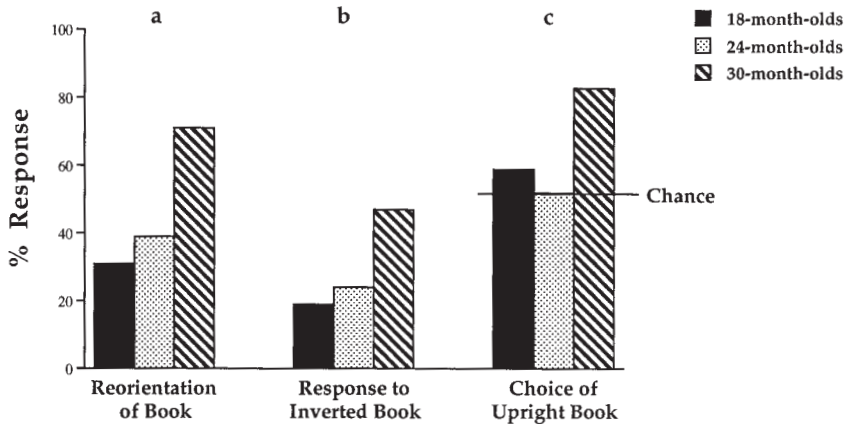 a
b
c
18-month-olds
24-month-olds
30-month-olds
% Response
100
80
60
40
20
0
Chance
Reorientation
of Book
Response to
Inverted Book
Choice of
Upright Book